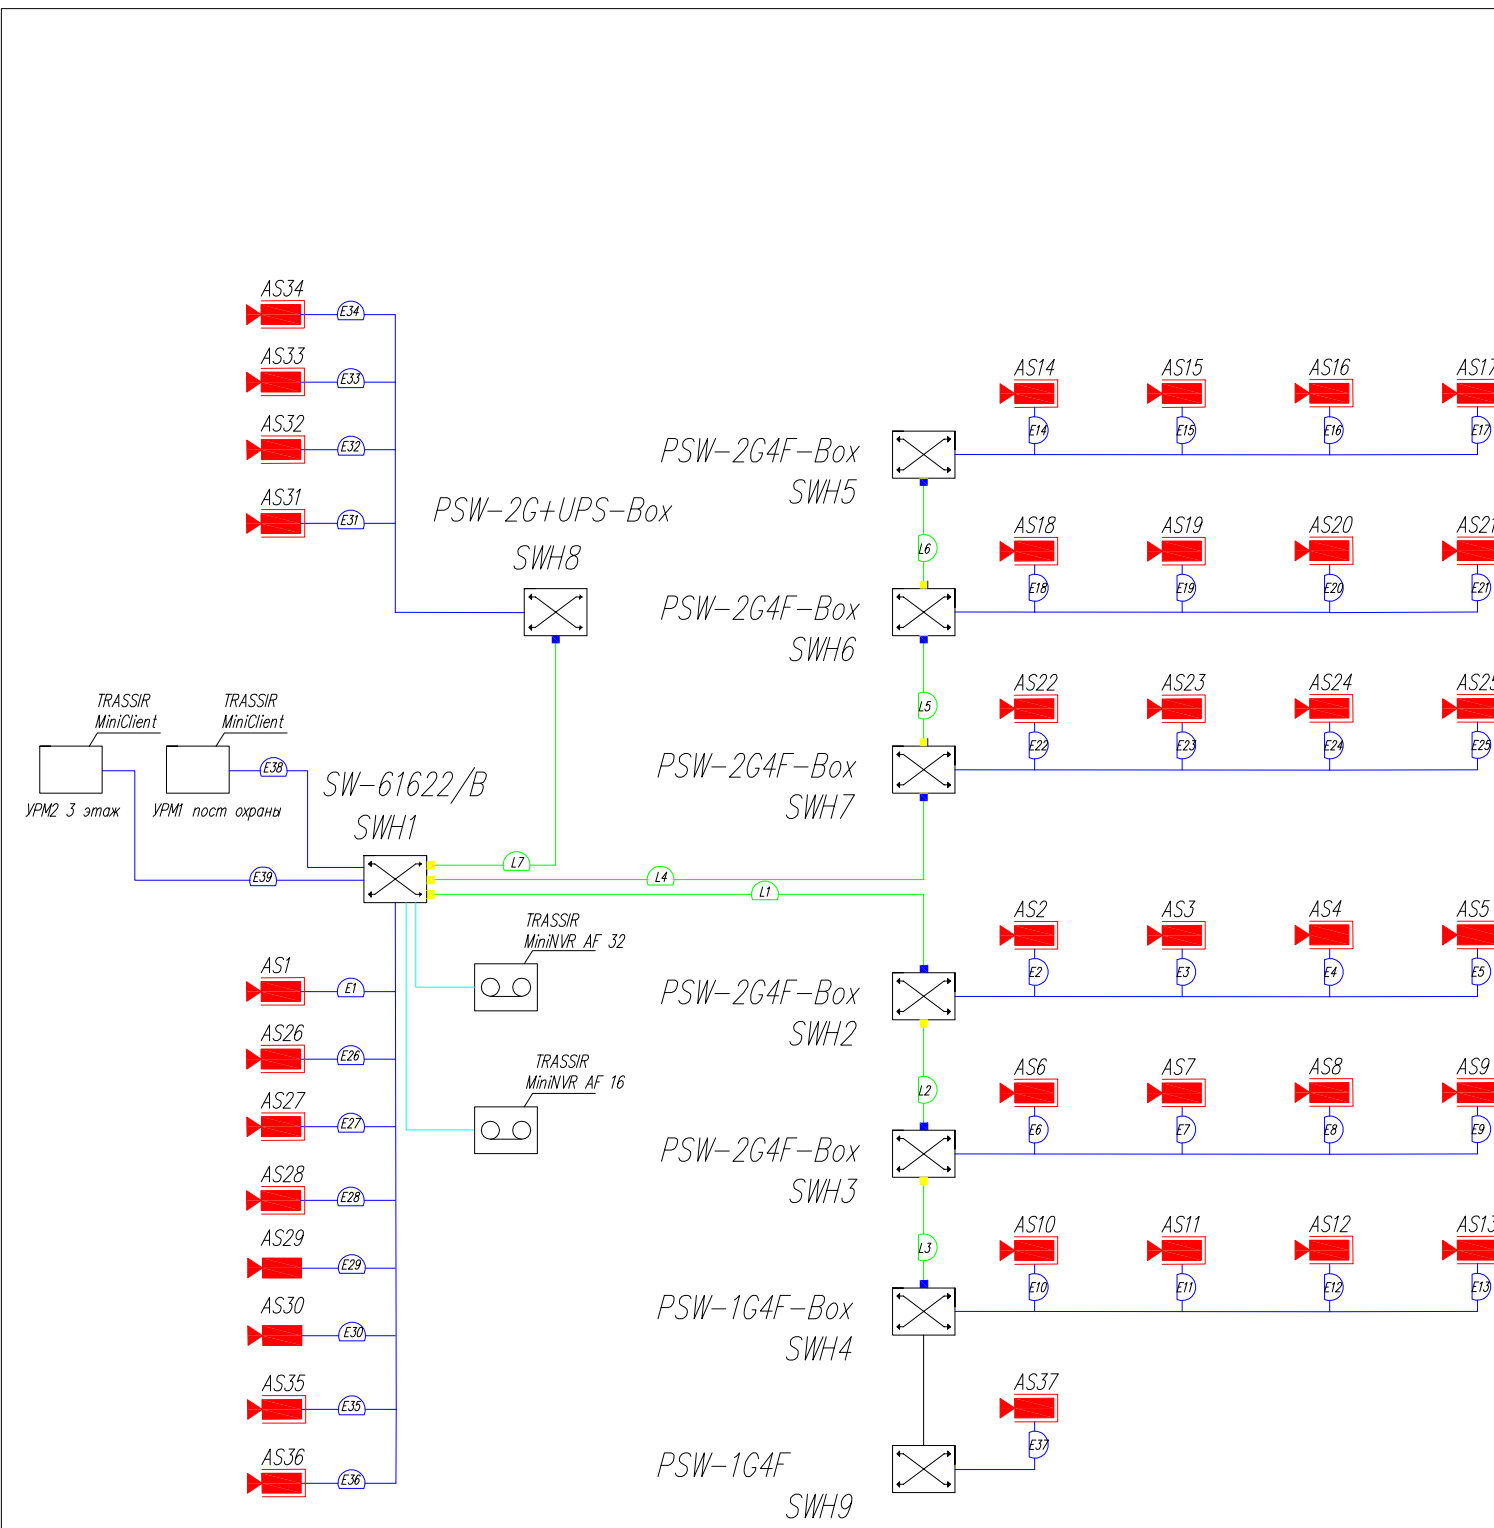 AS34
E34
AS33
E33
AS32
E32
AS31
E31
PSW-2G+UPS-Box
SWH8
TRASSIR
MiniClient
УРМ2 3 этаж
TRASSIR
MiniClient
УРМ1 пост охраны
E38
E39
SW-61622/B
SWH1
L7
L4
L1
TRASSIR
MiniNVR AF 32
TRASSIR
MiniNVR AF 16
AS1
E1
AS26
E26
AS27
E27
AS28
E28
AS29
E29
AS30
E30
AS35
E35
AS36
E36
PSW-2G4F-Box
SWH5
AS14
AS15
AS16
AS17
E14
E15
E16
E17
L6
PSW-2G4F-Box
SWH6
AS18
AS19
AS20
AS21
E18
E19
E20
E21
L5
PSW-2G4F-Box
SWH7
AS22
AS23
AS24
AS25
E22
E23
E24
E25
PSW-2G4F-Box
SWH2
AS2
AS3
AS4
AS5
E2
E3
E4
E5
L2
PSW-2G4F-Box
SWH3
AS6
AS7
AS8
AS9
E6
E7
E8
E9
L3
PSW-1G4F-Box
SWH4
AS10
AS11
AS12
AS13
E10
E11
E12
E13
AS37
E37
PSW-1G4F
SWH9